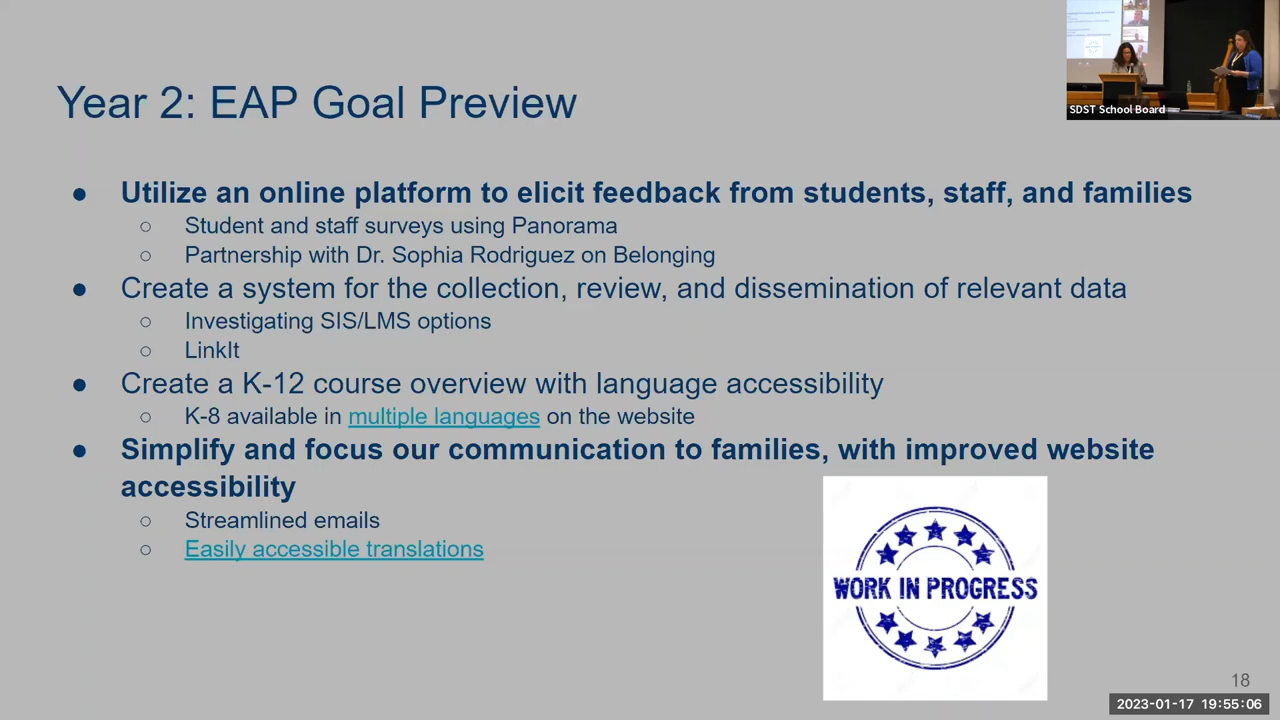 Year 2: EAP Goal Preview
SDST School Board
● Utilize an online platform to elicit feedback from students, staff, and families
○ Student and staff surveys using Panorama
○ Partnership with Dr. Sophia Rodriguez on Belonging
● Create a system for the collection, review, and dissemination of relevant data
○ Investigating SIS/LMS options
○ LinkIt
● Create a K-12 course overview with language accessibility
○ K-8 available in multiple languages on the website
● Simplify and focus our communication to families, with improved website
accessibility
○ Streamlined emails
○ Easily accessible translations
WORK IN PROGRESS
18
2023-01-17 19:55:06